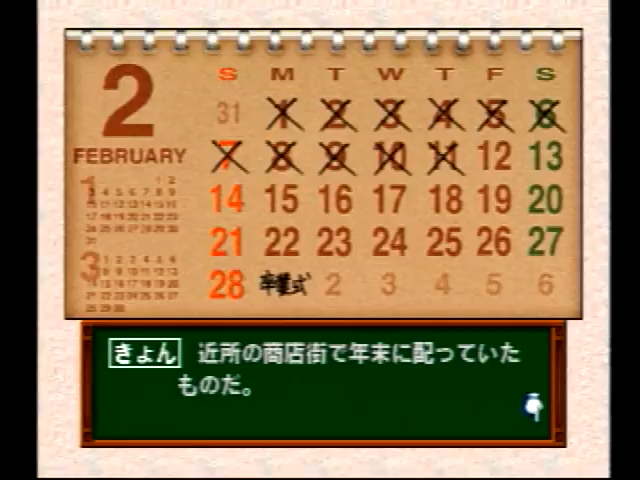 2
FEBRUARY
S M T W T F S
31 1 2 3 4 5 6
7 8 9 10 11 12 13
14 15 16 17 18 19 20
21 22 23 24 25 26 27
28 卒業式 2 3 4 5 6
1
3
きょん 近所の商店街で年末に配っていた
ものだ。